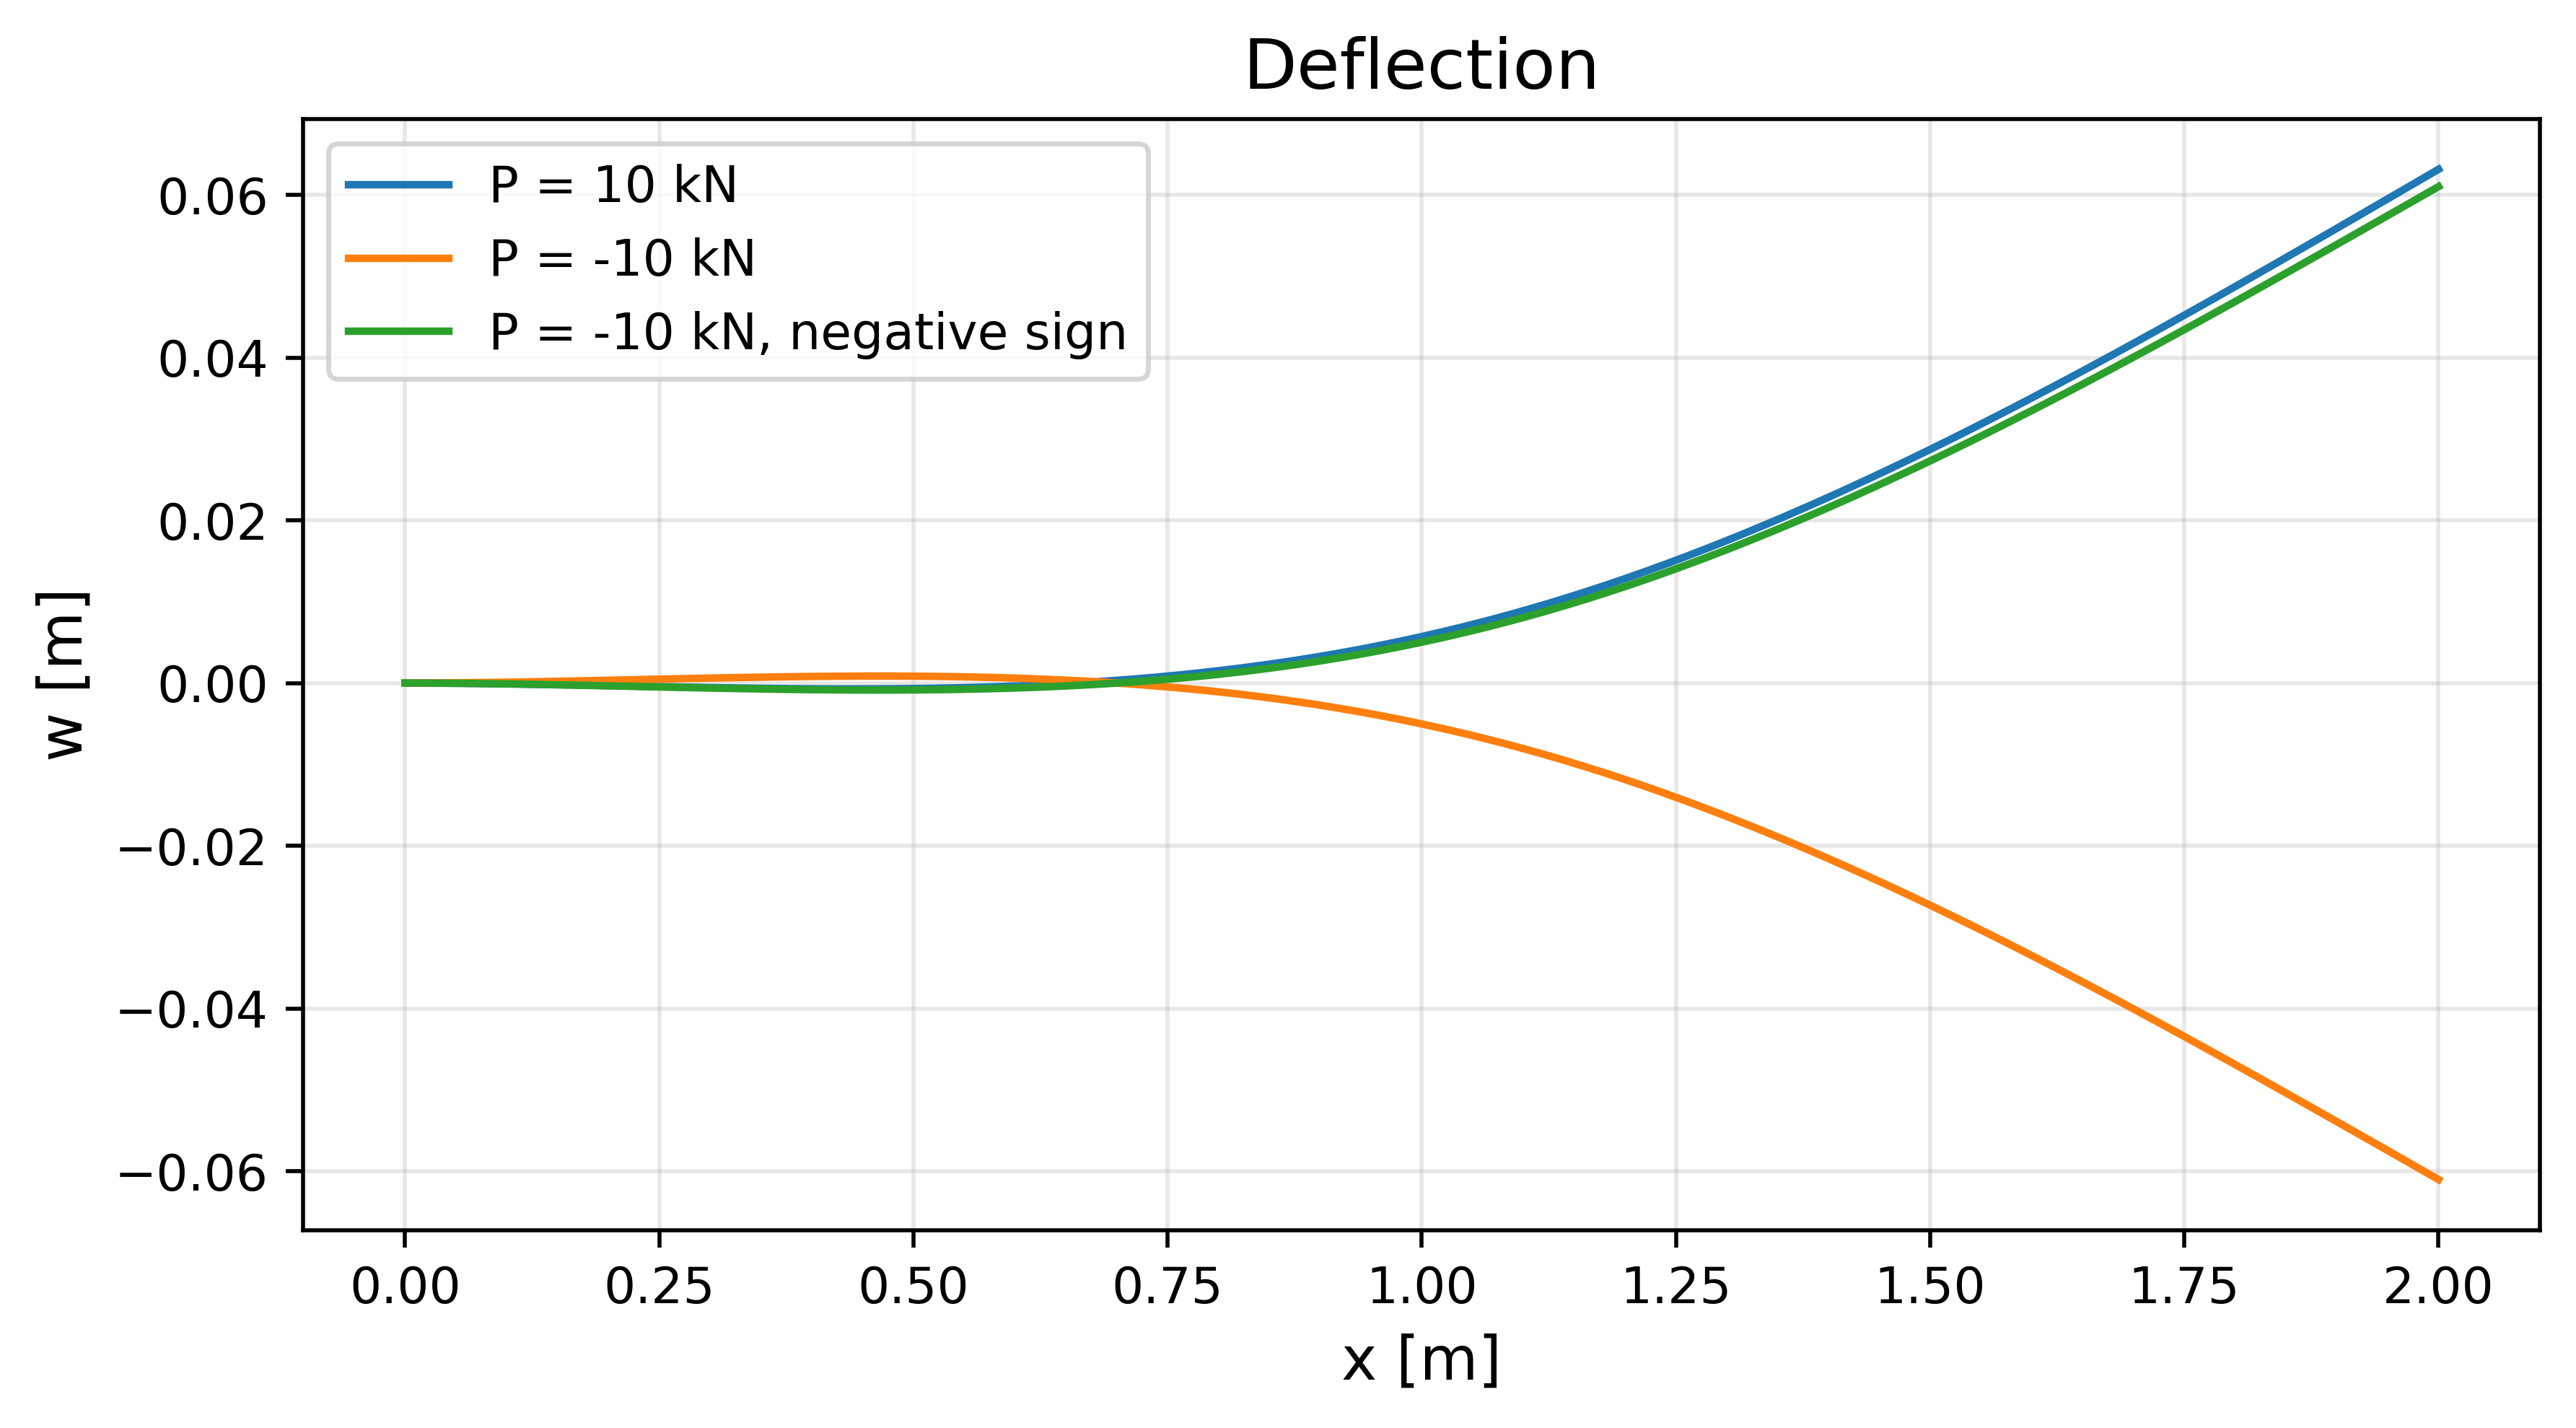 Deflection
P = 10 kN
P = -10 kN
P = -10 kN, negative sign
0.06
0.04
0.02
0.00
−0.02
−0.04
−0.06
w [m]
0.00 0.25 0.50 0.75 1.00 1.25 1.50 1.75 2.00
x [m]